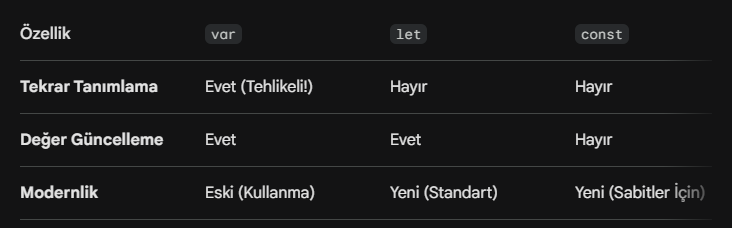 Özellik var let const
Tekrar Tanımlama Evet (Tehlikeli!) Hayır Hayır
Değer Güncelleme Evet Evet Hayır
Modernlik Eski (Kullanma) Yeni (Standart) Yeni (Sabitler İçin)